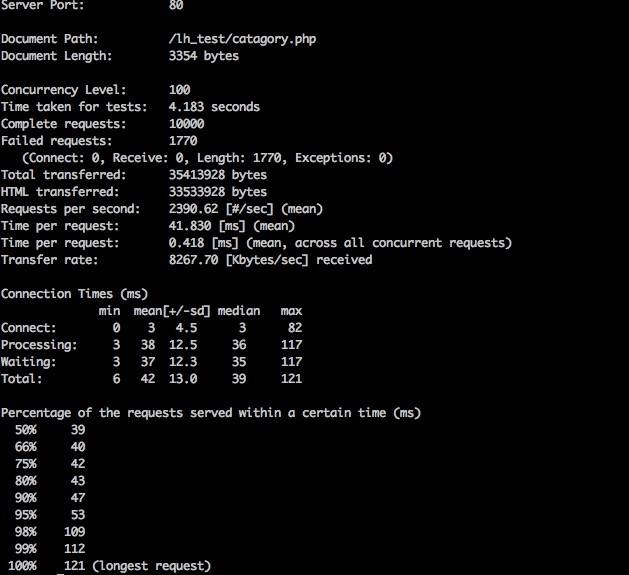 Server Port:            80
Document Path:          /lh_test/catagory.php
Document Length:        3354 bytes
Concurrency Level:      100
Time taken for tests:   4.183 seconds
Complete requests:      10000
Failed requests:        1770
   (Connect: 0, Receive: 0, Length: 1770, Exceptions: 0)
Total transferred:      35413928 bytes
HTML transferred:       33533928 bytes
Requests per second:    2390.62 [#/sec] (mean)
Time per request:       41.830 [ms] (mean)
Time per request:       0.418 [ms] (mean, across all concurrent requests)
Transfer rate:          8267.70 [Kbytes/sec] received
Connection Times (ms)
              min  mean[+/-sd] median   max
Connect:        0    3   4.5      3      82
Processing:     3   38  12.5     36     117
Waiting:        3   37  12.3     35     117
Total:          6   42  13.0     39     121
Percentage of the requests served within a certain time (ms)
  50%     39
  66%     40
  75%     42
  80%     43
  90%     47
  95%     53
  98%    109
  99%    112
 100%    121 (longest request)